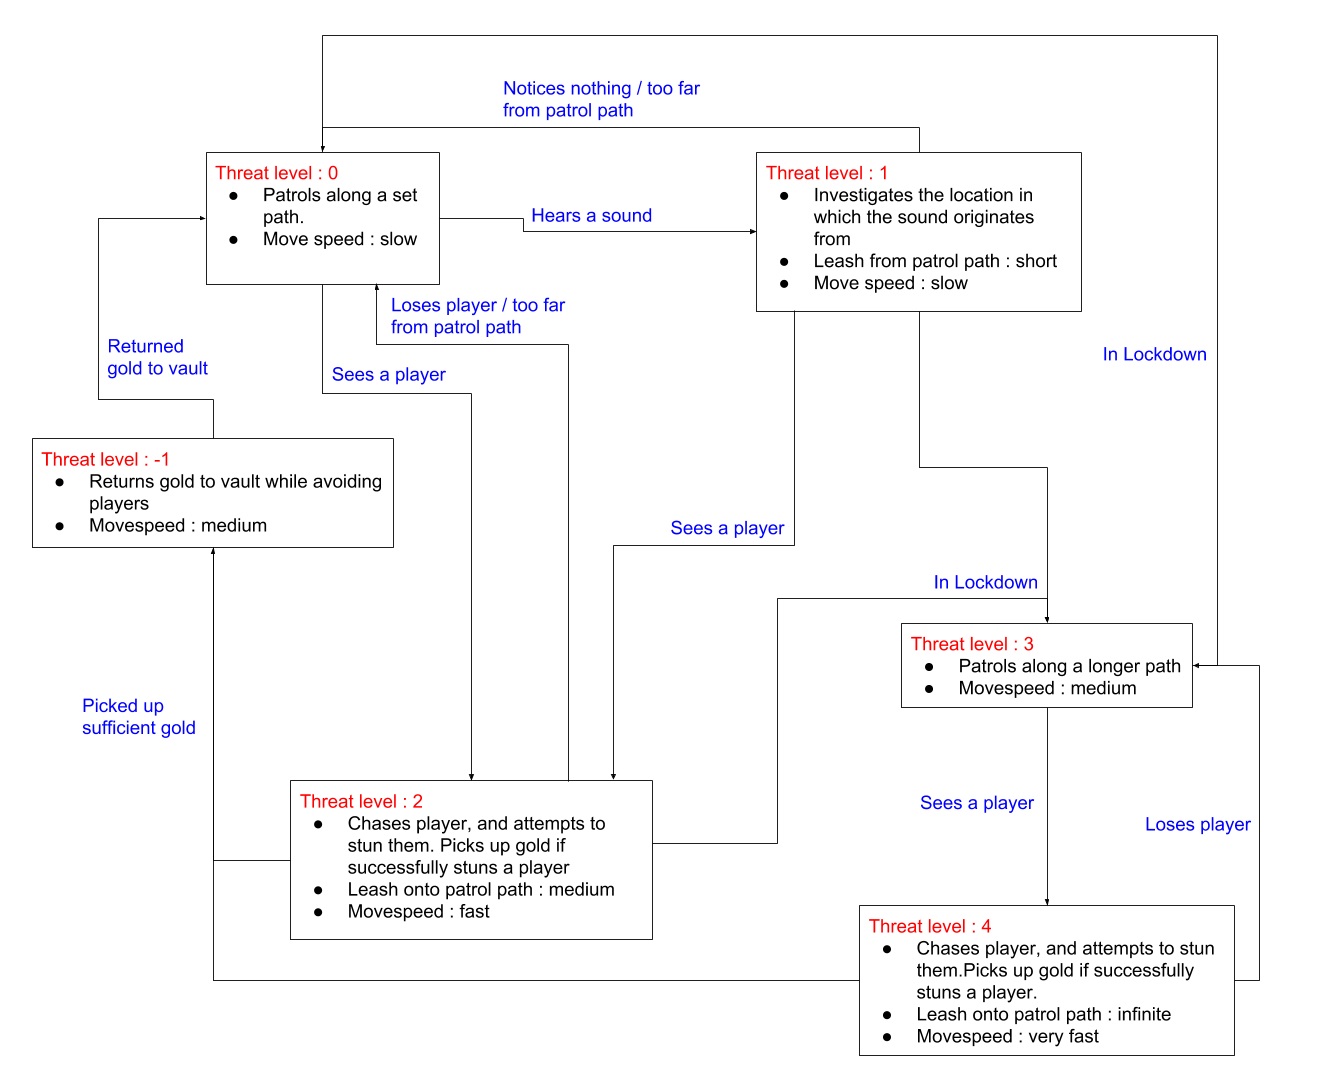 Notices nothing / too far
from patrol path
Threat level : 0
● Patrols along a set
path.
● Move speed : slow
Hears a sound
Threat level : 1
● Investigates the location in
which the sound originates
from
● Leash from patrol path : short
● Move speed : slow
Loses player / too far
from patrol path
Returned
gold to vault
Sees a player
In Lockdown
Threat level : -1
● Returns gold to vault while avoiding
players
● Movespeed : medium
Sees a player
In Lockdown
Threat level : 3
● Patrols along a longer path
● Movespeed : medium
Picked up
sufficient gold
Threat level : 2
● Chases player, and attempts to
stun them. Picks up gold if
successfully stuns a player
● Leash onto patrol path : medium
● Movespeed : fast
Sees a player
Loses player
Threat level : 4
● Chases player, and attempts to stun
them.Picks up gold if successfully
stuns a player.
● Leash onto patrol path : infinite
● Movespeed : very fast